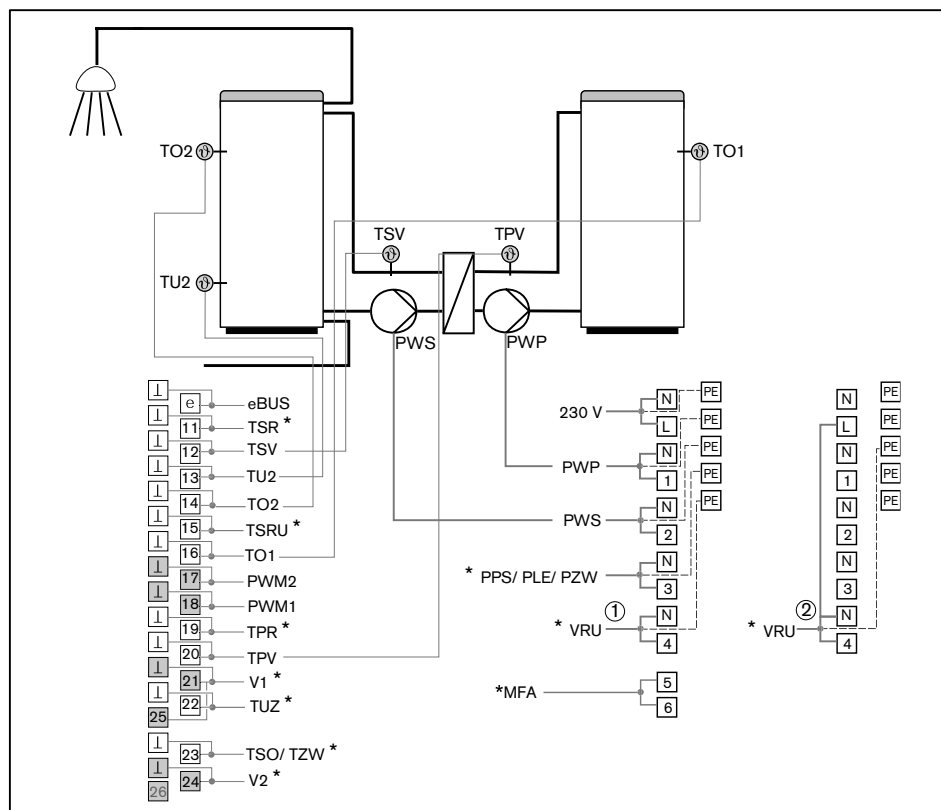 TO2 ϑ
ϑ TO1
TSV TPV
ϑ ϑ
TU2 ϑ
PWS PWP
⊥ e eBUS
⊥ 11 TSR *
⊥ 12 TSV
⊥ 13 TU2
⊥ 14 TO2
⊥ 15 TSRU *
⊥ 16 TO1
⊥ 17 PWM2
⊥ 18 PWM1
⊥ 19 TPR *
⊥ 20 TPV
⊥ 21 V1 *
⊥ 22 TUZ *
25
⊥ 23 TSO/ TZW *
⊥ 24 V2 *
26
230 V N PE
L PE
PWP N PE
1 PE
PWS N PE
2
* PPS/ PLE/ PZW N
3
* VRU ① N
4
*MFA 5
6
N PE
L PE
N PE
1 PE
N PE
2
N
3
* VRU ② N
4